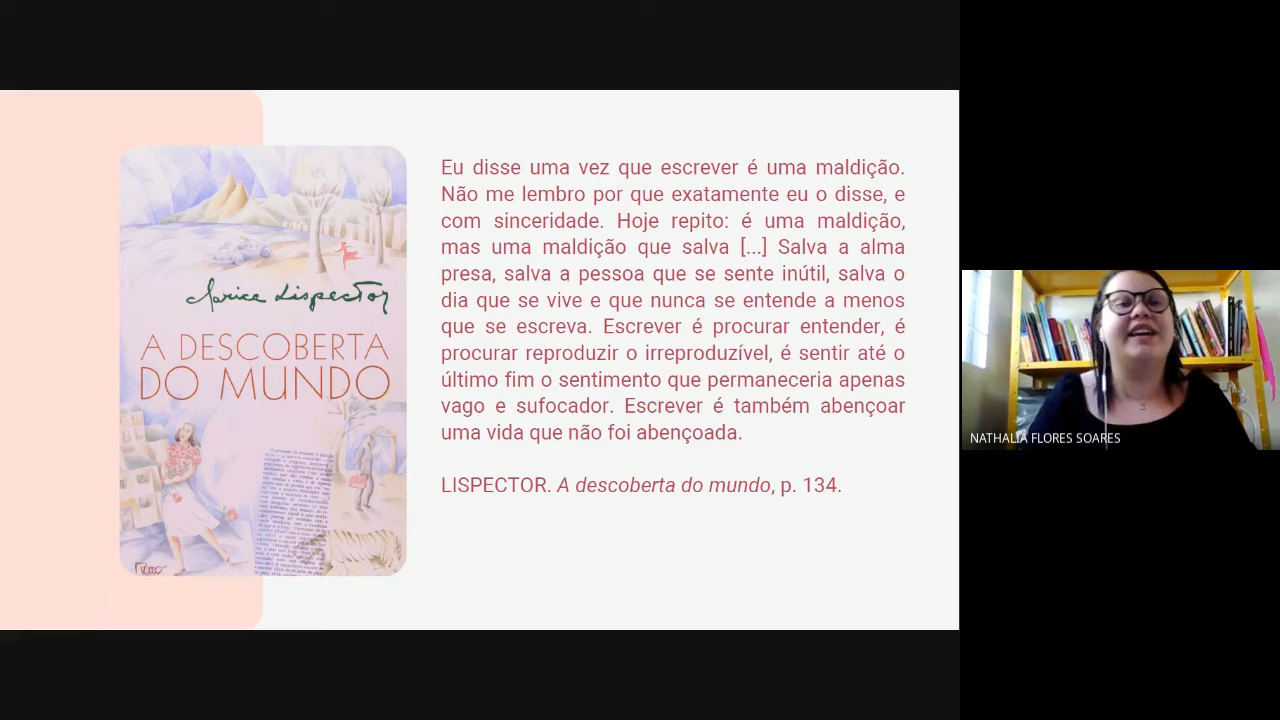 Clarice Lispector
A DESCOBERTA
DO MUNDO
Eu disse uma vez que escrever é uma maldição.
Não me lembro por que exatamente eu o disse, e
com sinceridade. Hoje repito: é uma maldição,
mas uma maldição que salva [...] Salva a alma
presa, salva a pessoa que se sente inútil, salva o
dia que se vive e que nunca se entende a menos
que se escreva. Escrever é procurar entender, é
procurar reproduzir o irreproduzível, é sentir até o
último fim o sentimento que permaneceria apenas
vago e sufocador. Escrever é também abençoar
uma vida que não foi abençoada.
LISPECTOR. A descoberta do mundo, p. 134.
NATHALIA FLORES SOARES